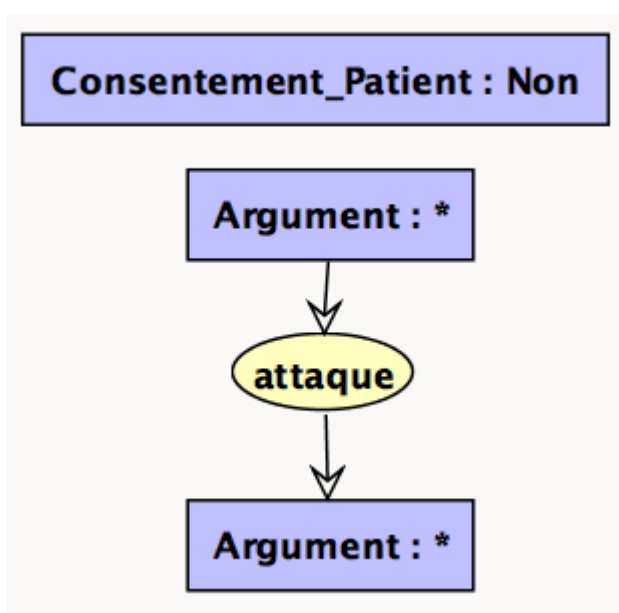 Consentement_Patient : Non
Argument : *
attaque
Argument : *